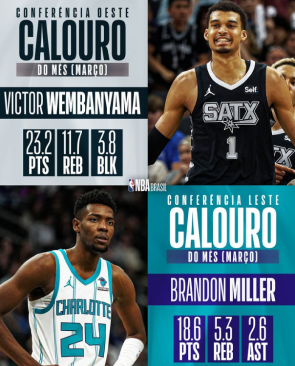 CONFERÊNCIA OESTE
CALOURO
DO MÊS (MARÇO)
VICTOR WEMBANYAMA
23.2 11.7 3.8
PTS REB BLK
Self
SATX
1
NBA BRASIL
CHARLOTTE
24
CONFERÊNCIA LESTE
CALOURO
DO MÊS (MARÇO)
BRANDON MILLER
18.6 5.3 2.6
PTS REB AST